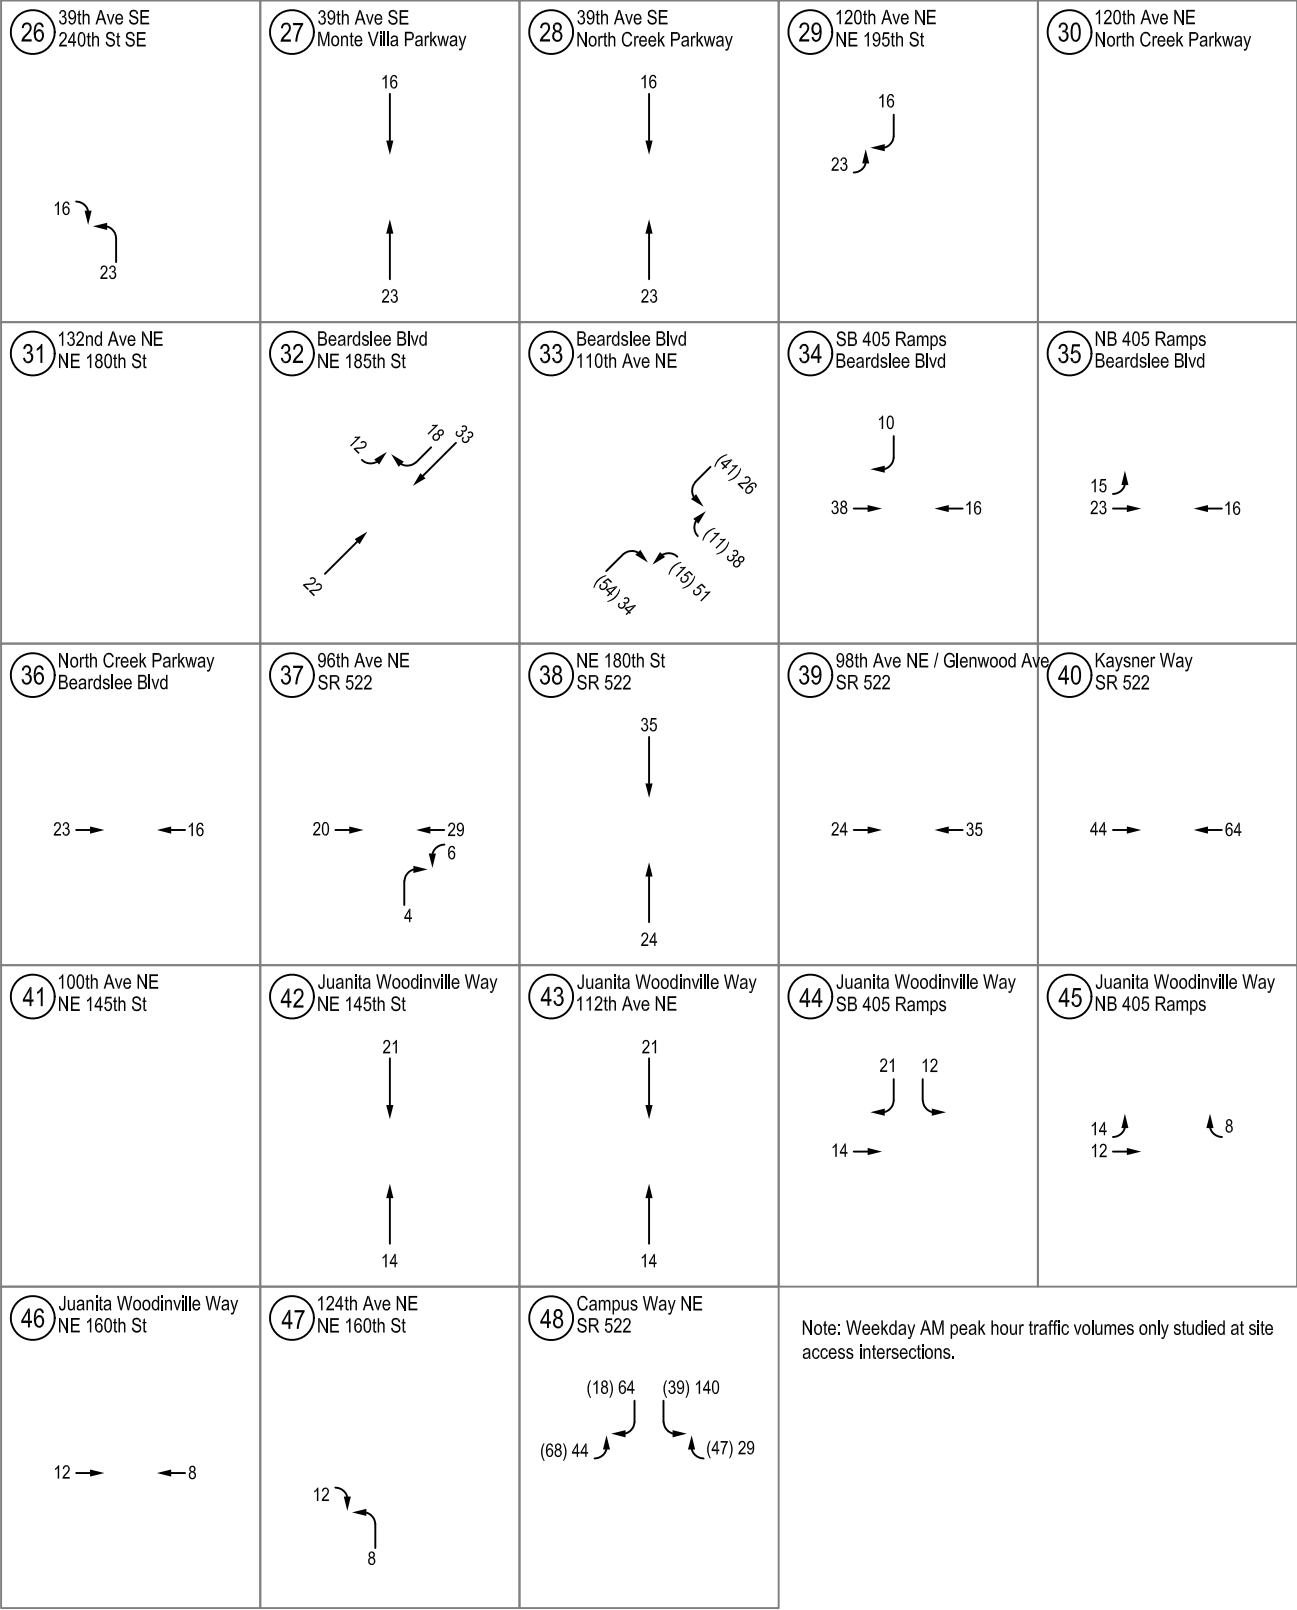 26
39th Ave SE
240th St SE
16
23
27
39th Ave SE
Monte Villa Parkway
16
23
28
39th Ave SE
North Creek Parkway
16
23
29
120th Ave NE
NE 195th St
16
23
30
120th Ave NE
North Creek Parkway
31
132nd Ave NE
NE 180th St
32
Beardslee Blvd
NE 185th St
12
18
33
22
33
Beardslee Blvd
110th Ave NE
(41) 26
(11) 38
(54) 34
(15) 51
34
SB 405 Ramps
Beardslee Blvd
10
38
16
35
NB 405 Ramps
Beardslee Blvd
15
23
16
36
North Creek Parkway
Beardslee Blvd
23
16
37
96th Ave NE
SR 522
20
29
6
4
38
NE 180th St
SR 522
35
24
39
98th Ave NE / Glenwood Ave
SR 522
24
35
40
Kaysner Way
SR 522
44
64
41
100th Ave NE
NE 145th St
42
Juanita Woodinville Way
NE 145th St
21
14
43
Juanita Woodinville Way
112th Ave NE
21
14
44
Juanita Woodinville Way
SB 405 Ramps
21 12
14
45
Juanita Woodinville Way
NB 405 Ramps
14
12
8
46
Juanita Woodinville Way
NE 160th St
12
8
47
124th Ave NE
NE 160th St
12
8
48
Campus Way NE
SR 522
(18) 64 (39) 140
(68) 44
(47) 29
Note: Weekday AM peak hour traffic volumes only studied at site
access intersections.